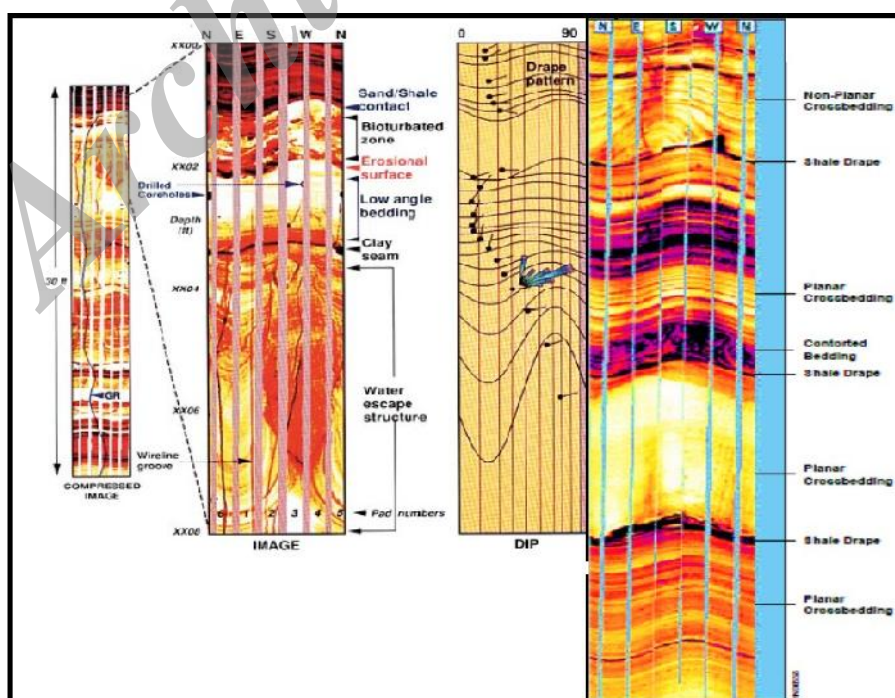 Archi
N E S W N
0 90
N E S W N
XX00
Drape
pattern
Sand/Shale
contact
Bioturbated
zone
XX02
Erosional
surface
Drilled
Coreholes
Low angle
bedding
Depth
(ft)
Clay
seam
30 ft
XX04
Water
escape
structure
GR
XX06
Wireline
groove
COMPRESSED
IMAGE
6 1 2 3 4 5
Pad numbers
XX08
IMAGE
DIP
Non-Planar
Crossbedding
Shale Drape
Planar
Crossbedding
Contorted
Bedding
Shale Drape
Planar
Crossbedding
Shale Drape
Planar
Crossbedding